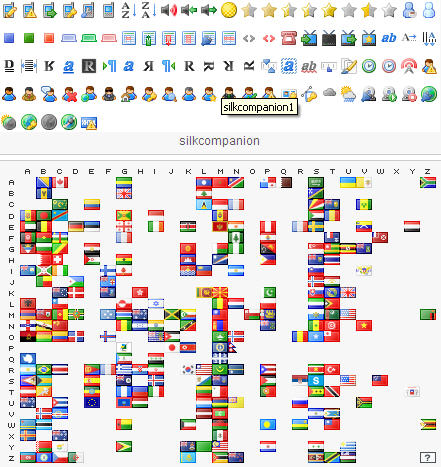 silkcompanion1
silkcompanion
A B C D E F G H I J K L M N O P Q R S T U V W X Y Z
A
B
C
D
E
F
G
H
I
J
K
L
M
N
O
P
Q
R
S
T
U
V
W
X
Y
Z